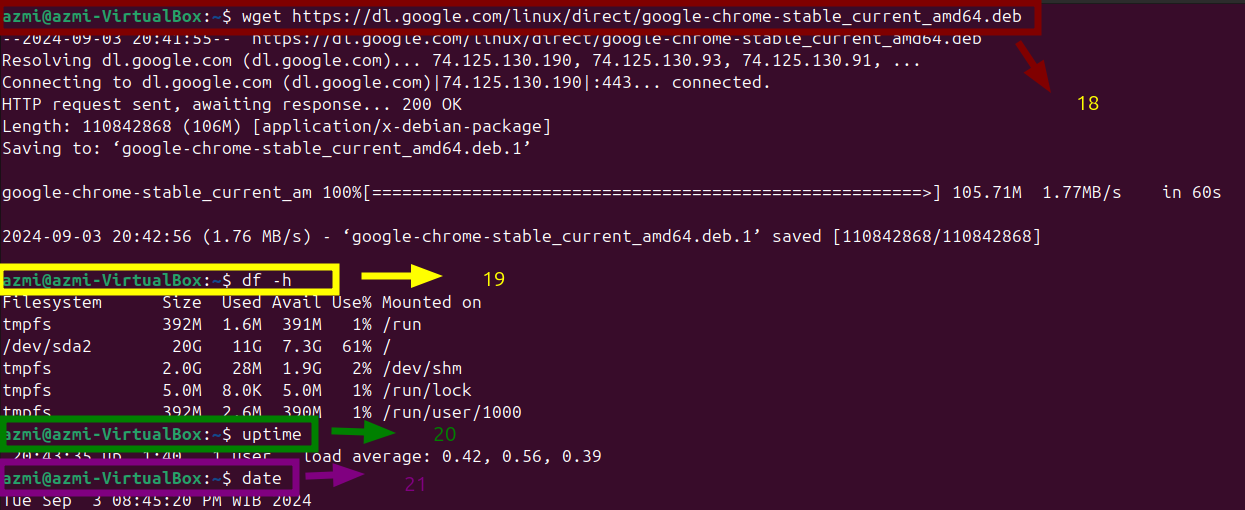 azmi@azmi-VirtualBox:~$ wget https://dl.google.com/linux/direct/google-chrome-stable_current_amd64.deb
--2024-09-03 20:41:55--  https://dl.google.com/linux/direct/google-chrome-stable_current_amd64.deb
Resolving dl.google.com (dl.google.com)... 74.125.130.190, 74.125.130.93, 74.125.130.91, ...
Connecting to dl.google.com (dl.google.com)|74.125.130.190|:443... connected.
18
HTTP request sent, awaiting response... 200 OK
Length: 110842868 (106M) [application/x-debian-package]
Saving to: ‘google-chrome-stable_current_amd64.deb.1’
google-chrome-stable_current_am 100%[=======================================================>] 105.71M  1.77MB/s    in 60s
2024-09-03 20:42:56 (1.76 MB/s) - ‘google-chrome-stable_current_amd64.deb.1’ saved [110842868/110842868]
azmi@azmi-VirtualBox:~$ df -h 19
Filesystem      Size  Used Avail Use% Mounted on
tmpfs           392M  1.6M  391M   1% /run
/dev/sda2        20G   11G  7.3G  61% /
tmpfs           2.0G   28M  1.9G   2% /dev/shm
tmpfs           5.0M  8.0K  5.0M   1% /run/lock
tmpfs           392M  2.6M  390M   1% /run/user/1000
azmi@azmi-VirtualBox:~$ uptime 20
20:43:35 up  1:40,  1 user,  load average: 0.42, 0.56, 0.39
azmi@azmi-VirtualBox:~$ date 21
Tue Sep  3 08:45:20 PM WIB 2024